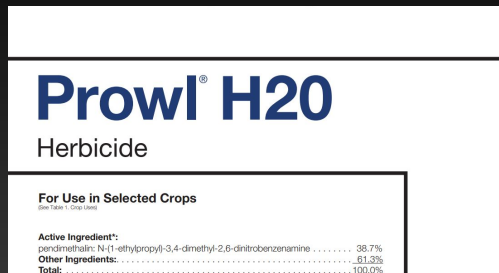 Prowl® H20
Herbicide
For Use in Selected Crops
(See Table 1. Crop Uses)
Active Ingredient*:
pendimethalin: N-(1-ethylpropyl)-3,4-dimethyl-2,6-dinitrobenzenamine . . . . . . . . 38.7%
Other Ingredients:. . . . . . . . . . . . . . . . . . . . . . . . . . . . . . . . . . . . . . . . . 61.3%
Total: . . . . . . . . . . . . . . . . . . . . . . . . . . . . . . . . . . . . . . . . . . . . . . . . . . . 100.0%